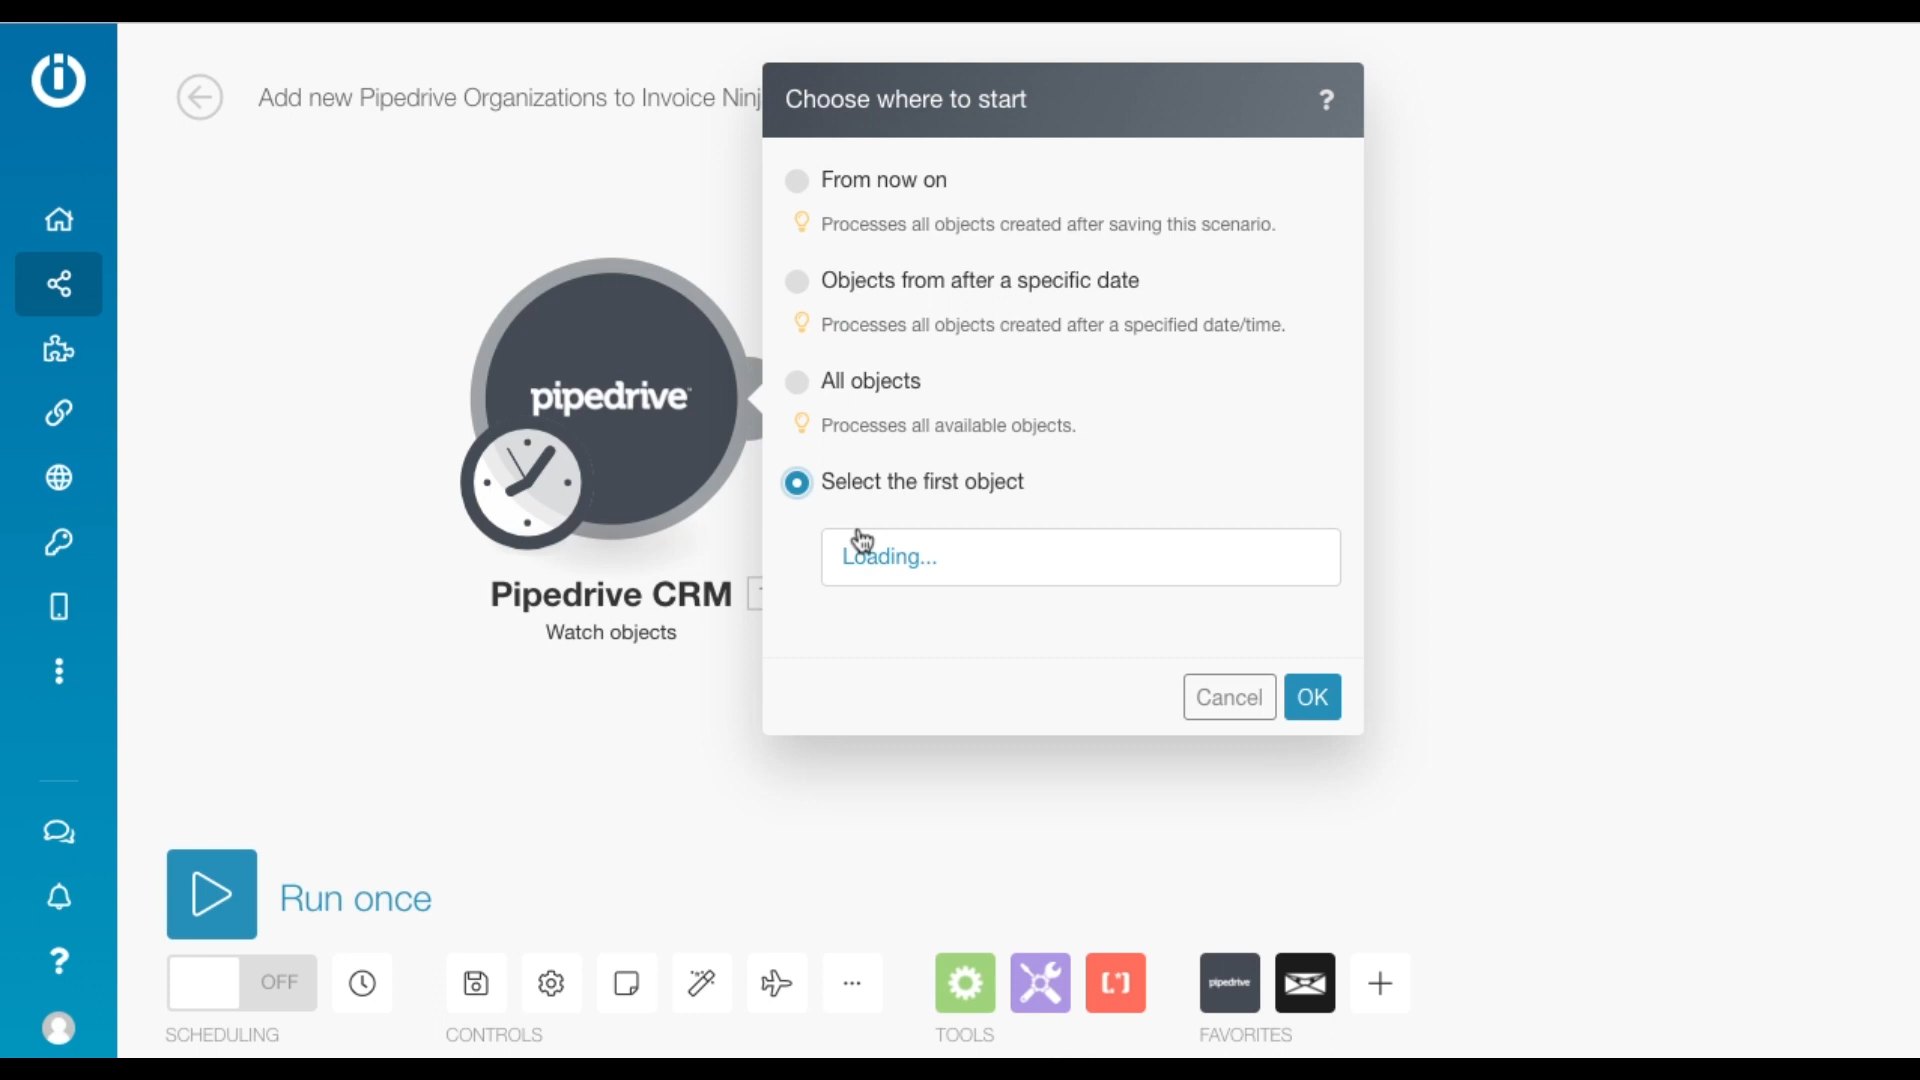 Add new Pipedrive Organizations to Invoice Ninj
Choose where to start
?
From now on
Processes all objects created after saving this scenario.
Objects from after a specific date
Processes all objects created after a specified date/time.
All objects
Processes all available objects.
Select the first object
Loading...
Cancel
OK
pipedrive
Pipedrive CRM
Watch objects
Run once
OFF
SCHEDULING
CONTROLS
TOOLS
pipedrive
FAVORITES